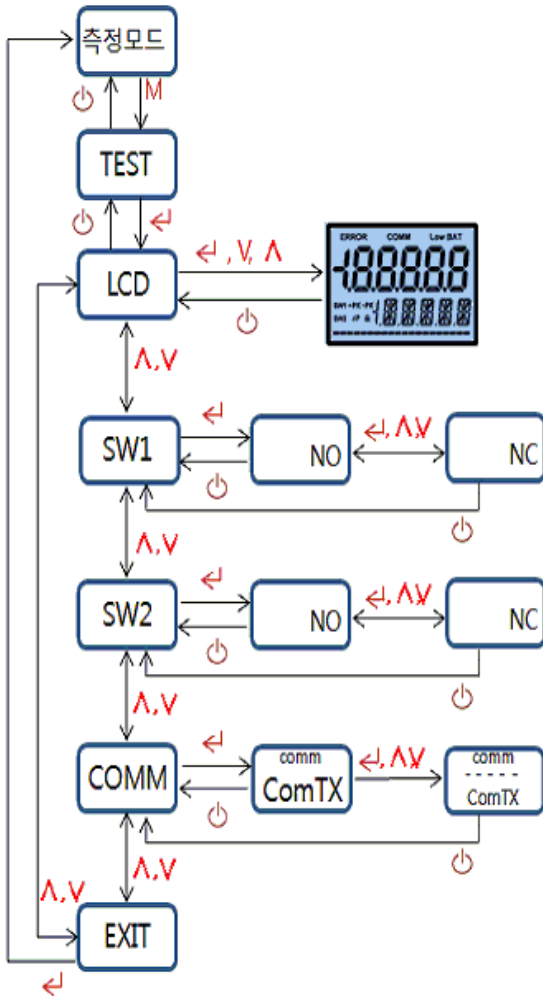 측정모드
M
TEST
LCD
, V, Λ
ERROR COMM Low BAT
-18.8.8.8.8
Λ,V
SW1
NO
, Λ,V
NC
Λ,V
SW2
NO
, Λ,V
NC
Λ,V
COMM
comm
ComTX
, Λ,V
comm
-----
ComTX
Λ,V
Λ,V
EXIT